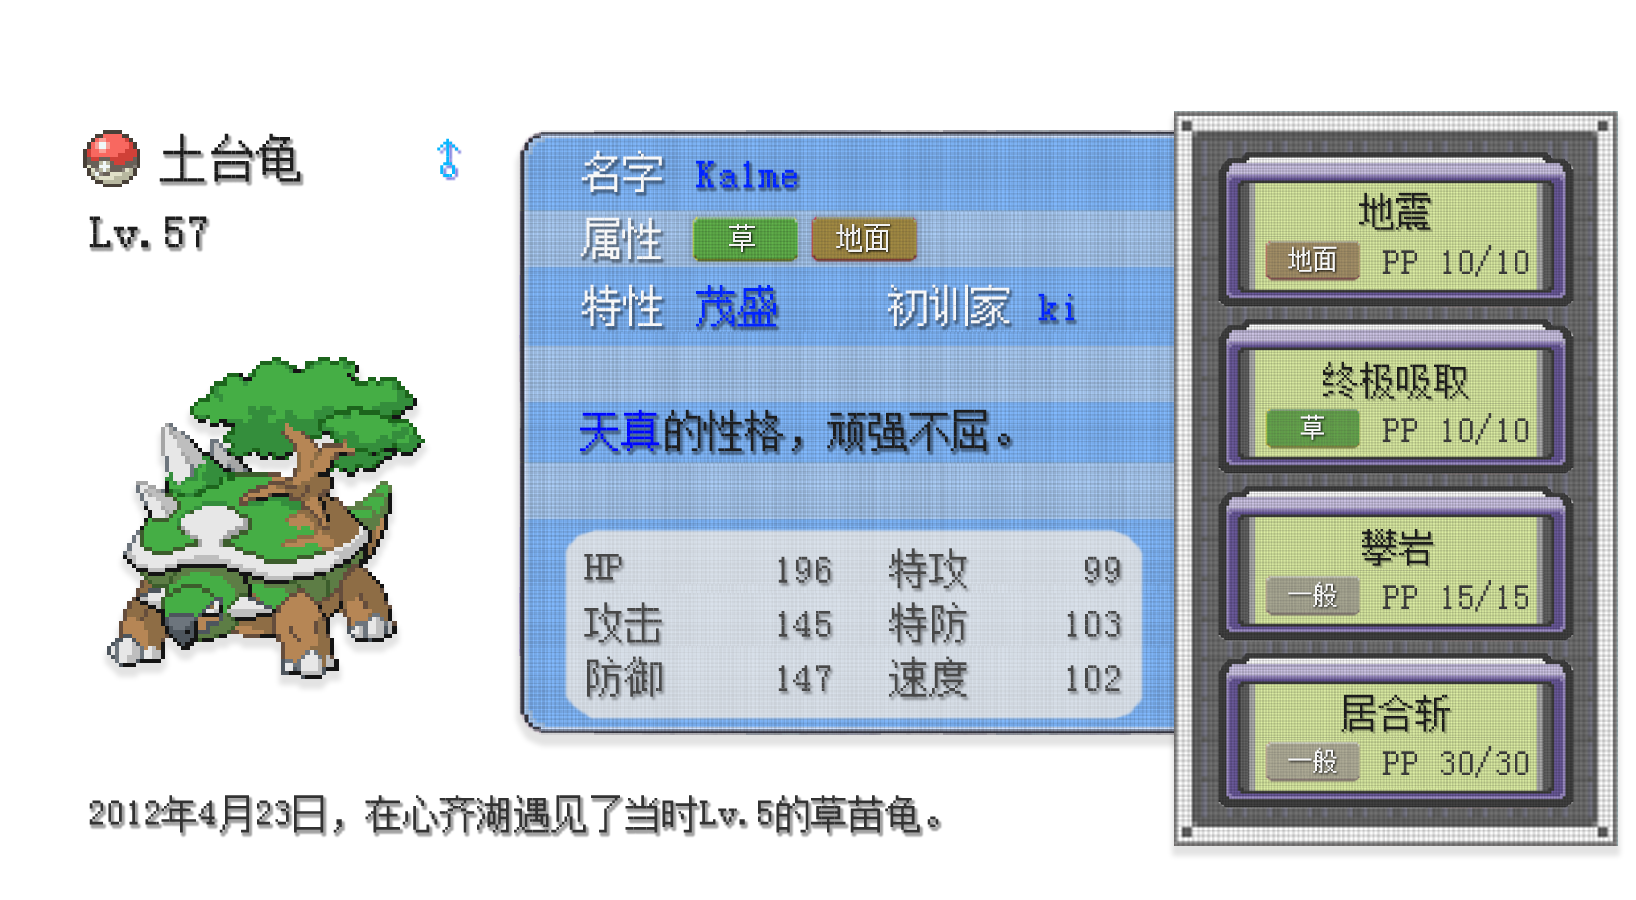 土台龟
Lv.57
名字 Kalme
属性 草 地面
特性 茂盛 初训家 ki
天真的性格，顽强不屈。
HP 196 特攻 99
攻击 145 特防 103
防御 147 速度 102
地震
地面 PP 10/10
终极吸取
草 PP 10/10
攀岩
一般 PP 15/15
居合斩
一般 PP 30/30
2012年4月23日，在心齐湖遇见了当时Lv.5的草苗龟。